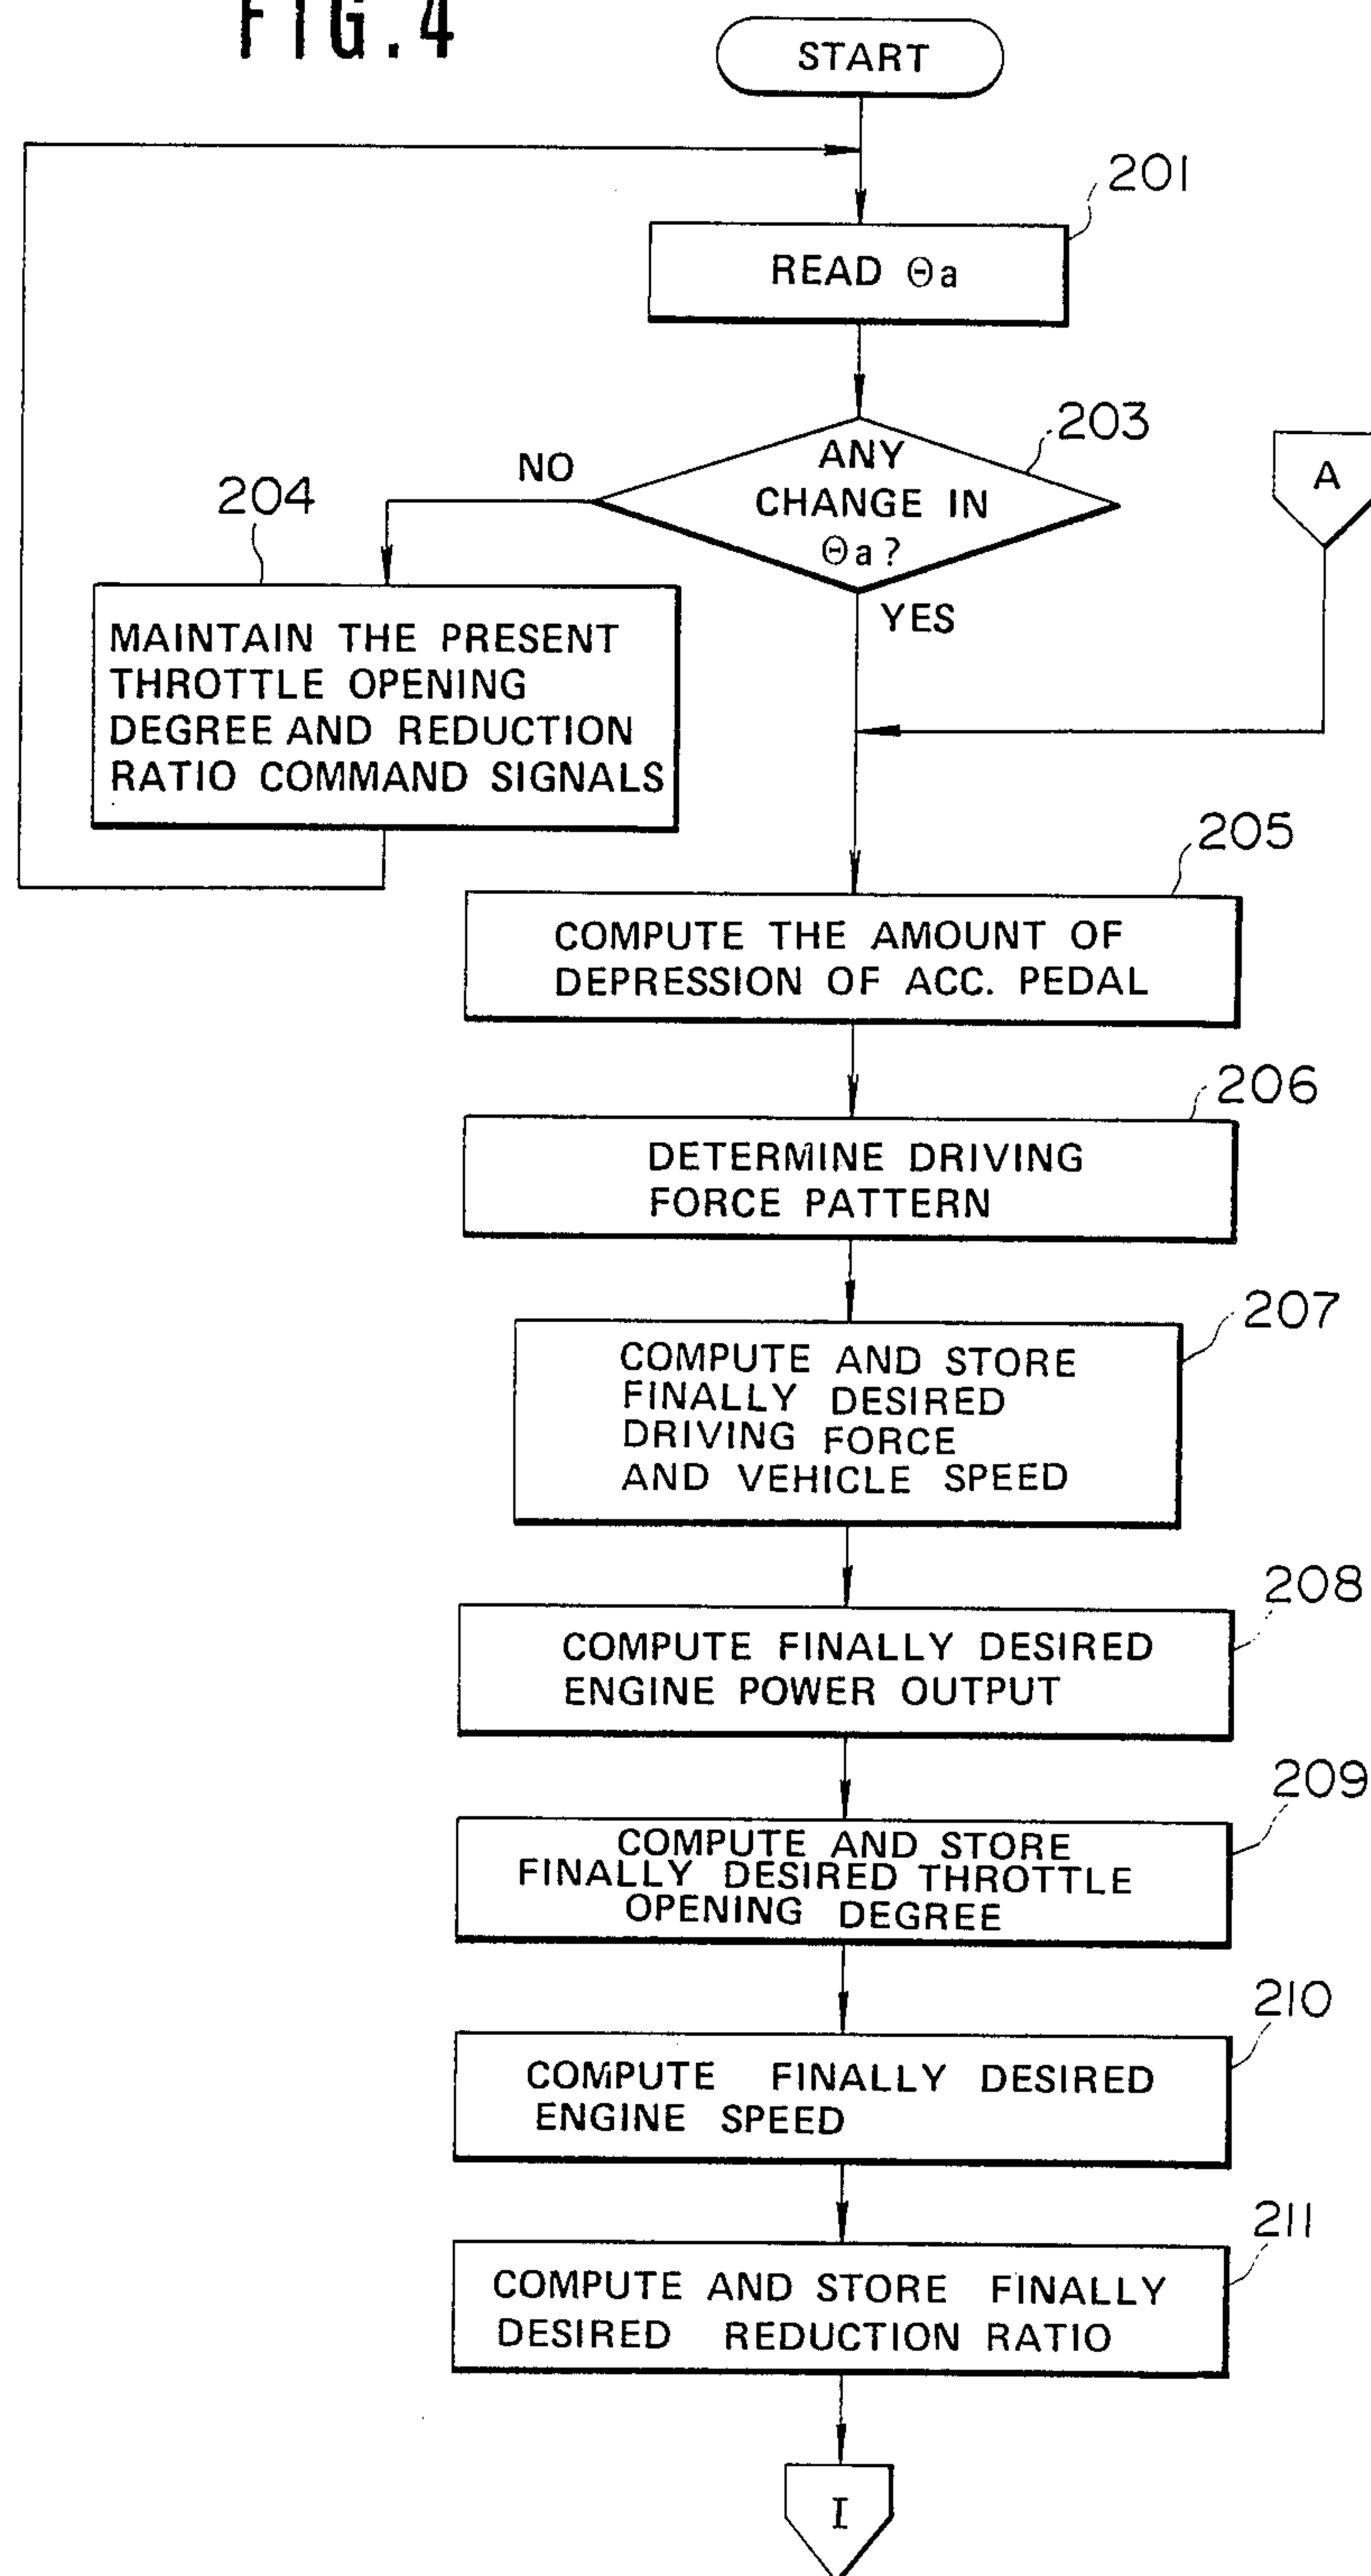 FIG.4
START
201
READ Θa
203
ANY
CHANGE IN
Θa?
NO
YES
A
204
MAINTAIN THE PRESENT
THROTTLE OPENING
DEGREE AND REDUCTION
RATIO COMMAND SIGNALS
205
COMPUTE THE AMOUNT OF
DEPRESSION OF ACC. PEDAL
206
DETERMINE DRIVING
FORCE PATTERN
207
COMPUTE AND STORE
FINALLY DESIRED
DRIVING FORCE
AND VEHICLE SPEED
208
COMPUTE FINALLY DESIRED
ENGINE POWER OUTPUT
209
COMPUTE AND STORE
FINALLY DESIRED THROTTLE
OPENING DEGREE
210
COMPUTE FINALLY DESIRED
ENGINE SPEED
211
COMPUTE AND STORE FINALLY
DESIRED REDUCTION RATIO
I